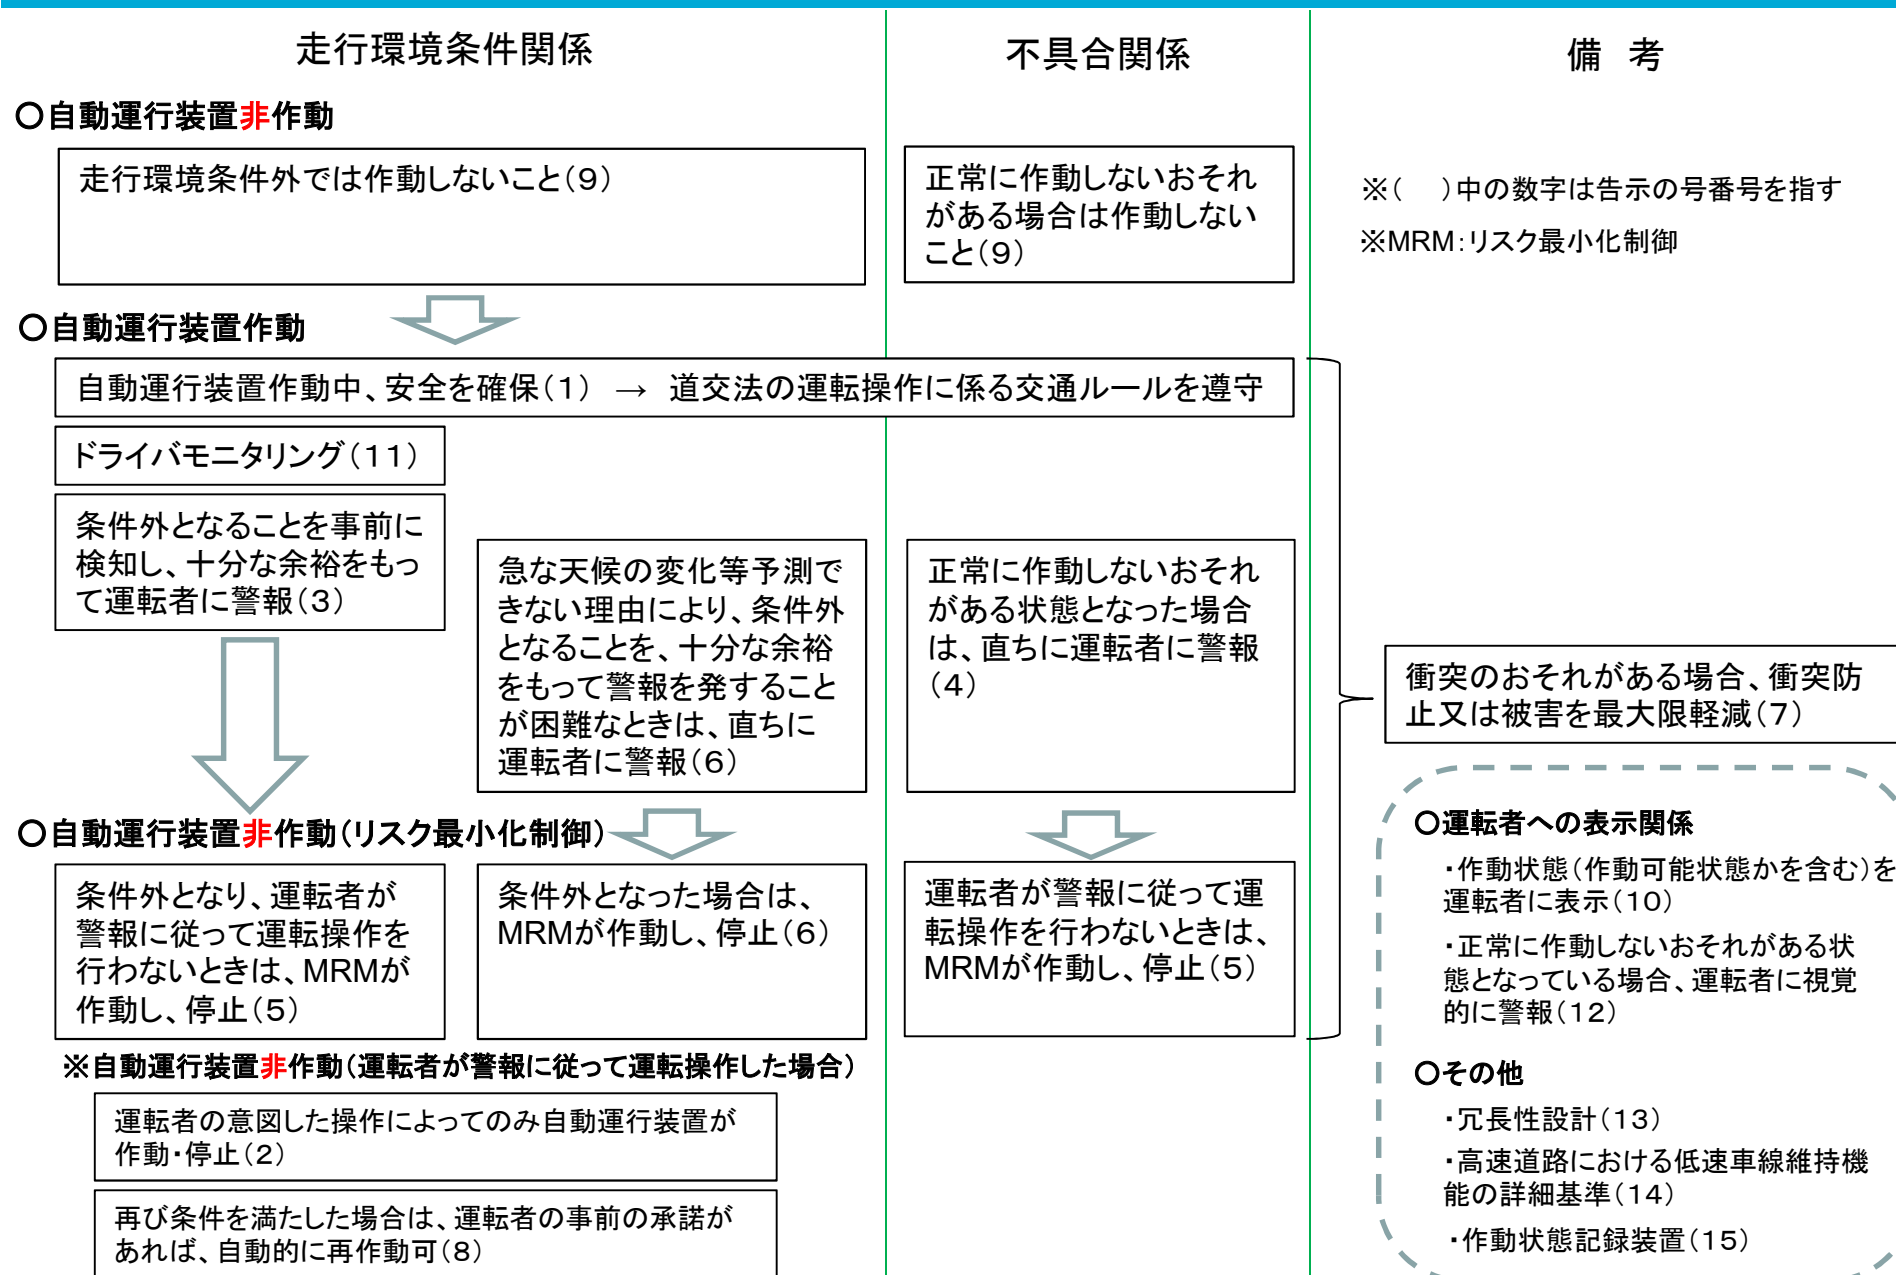 走行環境条件関係
不具合関係
備 考
〇自動運行装置非作動
走行環境条件外では作動しないこと(9)
正常に作動しないおそれ
がある場合は作動しない
こと(9)
※( )中の数字は告示の号番号を指す
※MRM:リスク最小化制御
〇自動運行装置作動
自動運行装置作動中、安全を確保(1) → 道交法の運転操作に係る交通ルールを遵守
ドライバモニタリング(11)
条件外となることを事前に
検知し、十分な余裕をもっ
て運転者に警報(3)
急な天候の変化等予測で
きない理由により、条件外
となることを、十分な余裕
をもって警報を発すること
が困難なときは、直ちに
運転者に警報(6)
正常に作動しないおそれ
がある状態となった場合
は、直ちに運転者に警報
(4)
衝突のおそれがある場合、衝突防
止又は被害を最大限軽減(7)
〇自動運行装置非作動(リスク最小化制御)
条件外となり、運転者が
警報に従って運転操作を
行わないときは、MRMが
作動し、停止(5)
条件外となった場合は、
MRMが作動し、停止(6)
運転者が警報に従って運
転操作を行わないときは、
MRMが作動し、停止(5)
※自動運行装置非作動(運転者が警報に従って運転操作した場合)
運転者の意図した操作によってのみ自動運行装置が
作動・停止(2)
再び条件を満たした場合は、運転者の事前の承諾が
あれば、自動的に再作動可(8)
〇運転者への表示関係
・作動状態(作動可能状態かを含む)を
運転者に表示(10)
・正常に作動しないおそれがある状
態となっている場合、運転者に視覚
的に警報(12)
〇その他
・冗長性設計(13)
・高速道路における低速車線維持機
能の詳細基準(14)
・作動状態記録装置(15)